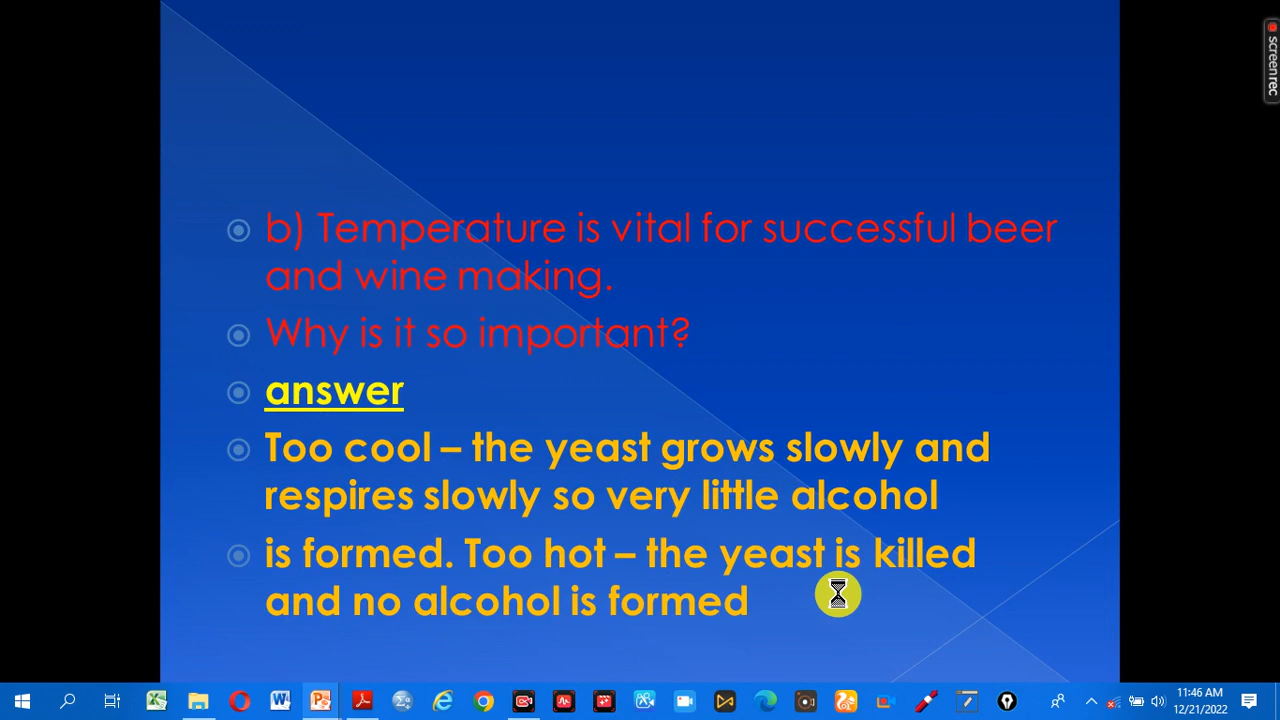 screenrec
b) Temperature is vital for successful beer
and wine making.
Why is it so important?
answer
Too cool – the yeast grows slowly and
respires slowly so very little alcohol
is formed. Too hot – the yeast is killed
and no alcohol is formed
11:46 AM
12/21/2022